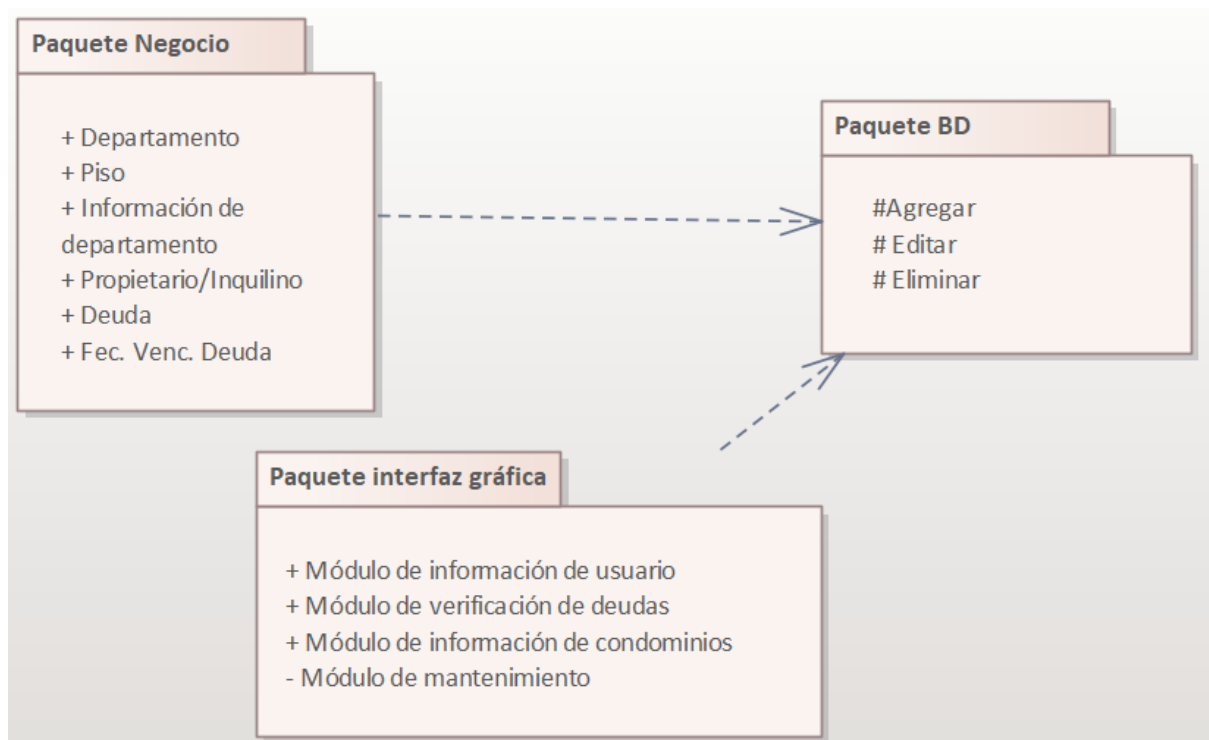 Paquete Negocio
+ Departamento
+ Piso
+ Información de
departamento
+ Propietario/Inquilino
+ Deuda
+ Fec. Venc. Deuda
Paquete BD
#Agregar
# Editar
# Eliminar
Paquete interfaz gráfica
+ Módulo de información de usuario
+ Módulo de verificación de deudas
+ Módulo de información de condominios
- Módulo de mantenimiento